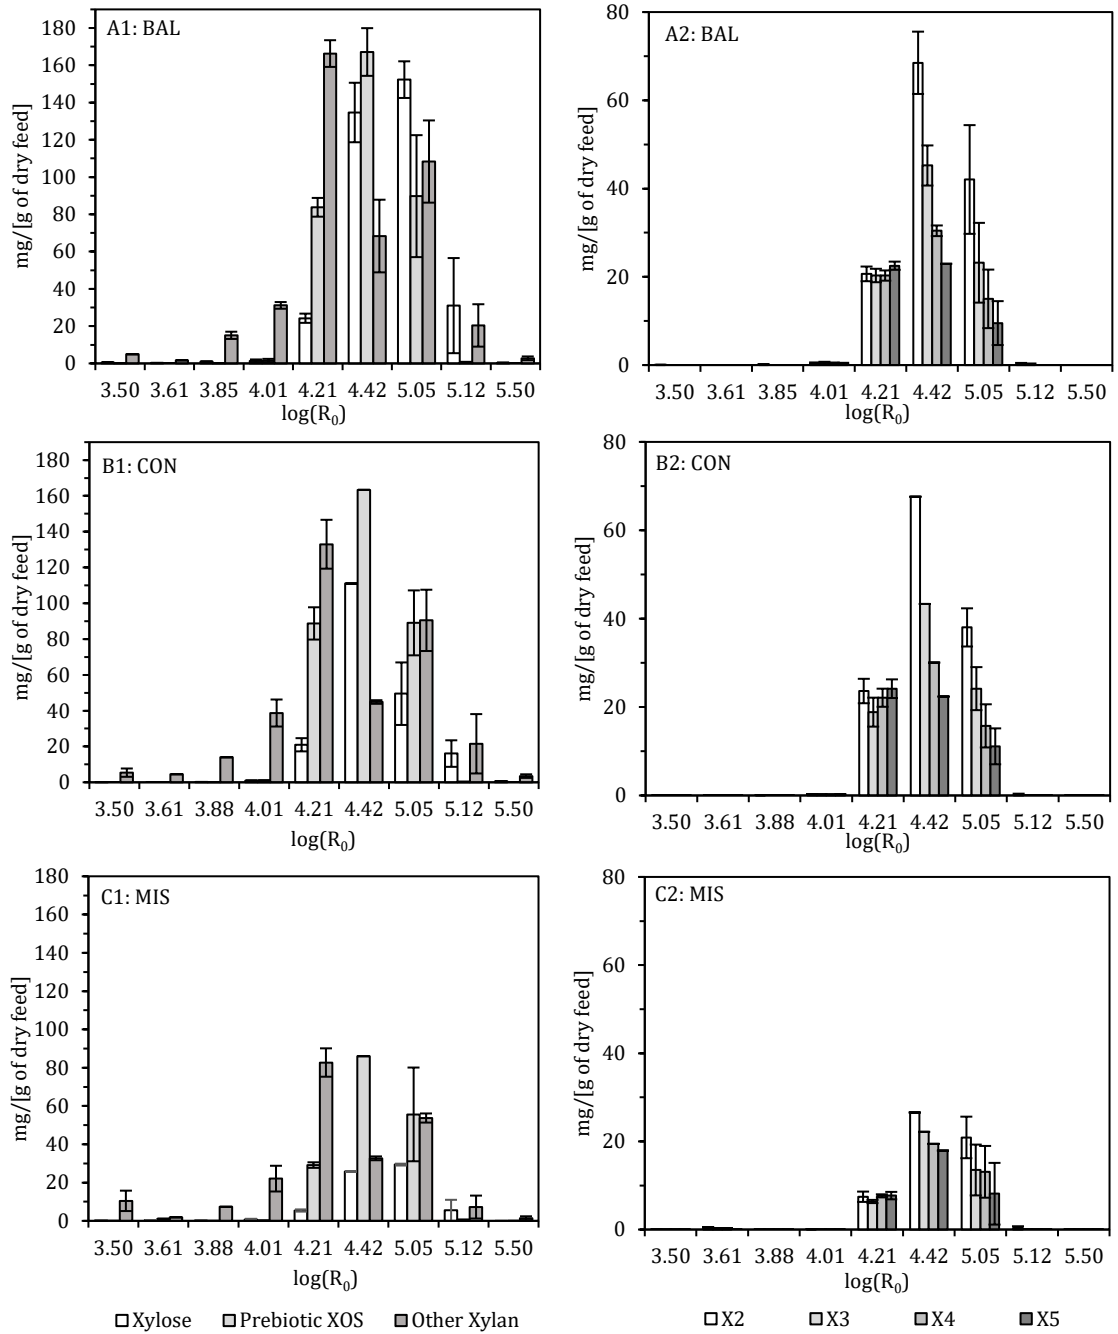 A1: BAL
mg/[g of dry feed]
180
160
140
120
100
80
60
40
20
0
3.50 3.61 3.85 4.01 4.21 4.42 5.05 5.12 5.50
log(R₀)
A2: BAL
mg/[g of dry feed]
80
60
40
20
0
3.50 3.61 3.85 4.01 4.21 4.42 5.05 5.12 5.50
log(R₀)
B1: CON
mg/[g of dry feed]
180
160
140
120
100
80
60
40
20
0
3.50 3.61 3.88 4.01 4.21 4.42 5.05 5.12 5.50
log(R₀)
B2: CON
mg/[g of dry feed]
80
60
40
20
0
3.50 3.61 3.88 4.01 4.21 4.42 5.05 5.12 5.50
log(R₀)
C1: MIS
mg/[g of dry feed]
180
160
140
120
100
80
60
40
20
0
3.50 3.61 3.88 4.01 4.21 4.42 5.05 5.12 5.50
log(R₀)
C2: MIS
mg/[g of dry feed]
80
60
40
20
0
3.50 3.61 3.88 4.01 4.21 4.42 5.05 5.12 5.50
log(R₀)
Xylose Prebiotic XOS Other Xylan
X2 X3 X4 X5